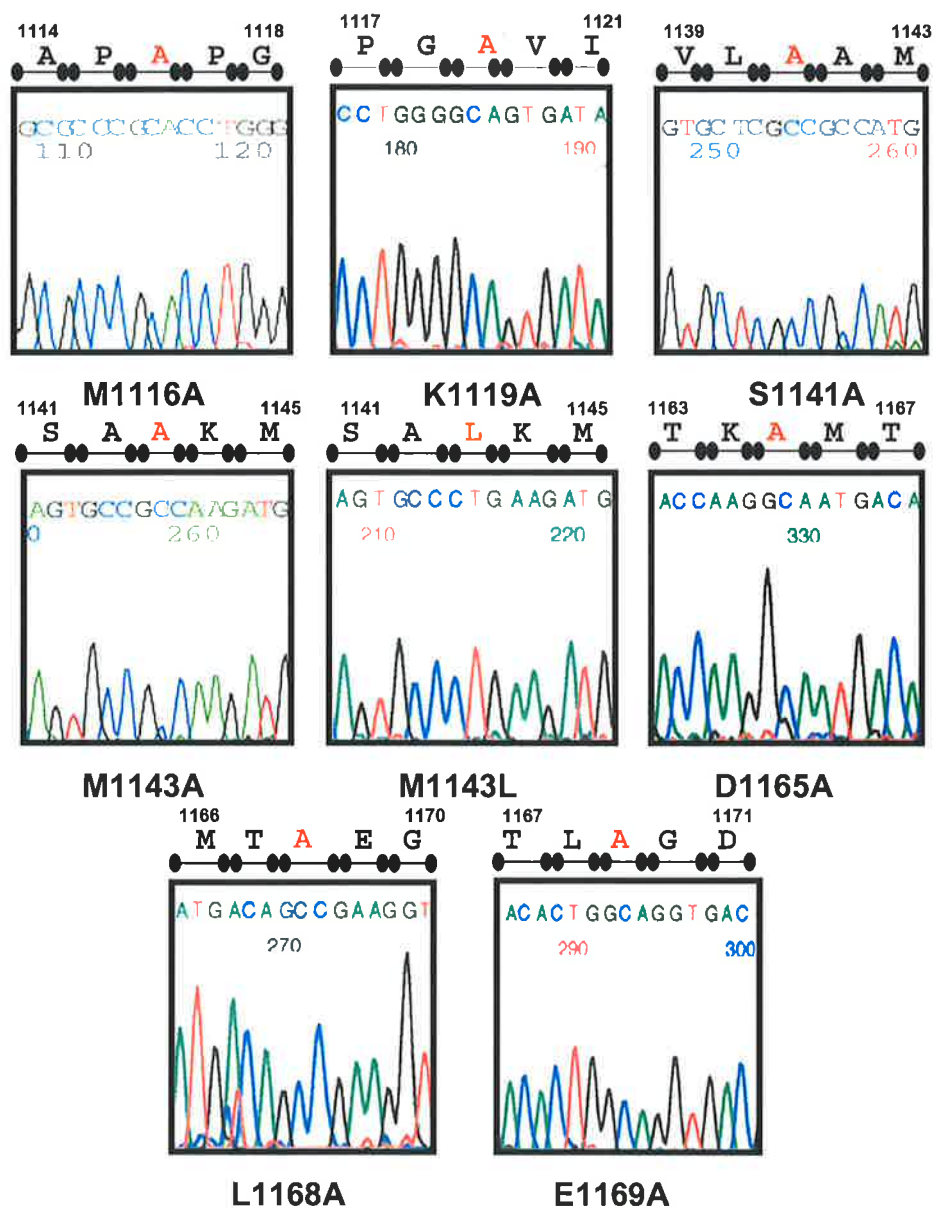 1114 1118
A P A P G
GCGCCCGCACCTGGG
110 120
M1116A
1117 1121
P G A V I
CCTGGGGCAGTGATA
180 190
K1119A
1139 1143
V L A A M
GTGCTCGCCGCCATG
250 260
S1141A
1141 1145
S A A K M
AGTGCCGCCAAGATG
0 260
M1143A
1141 1145
S A L K M
AGTGCCCTGAAGATG
210 220
M1143L
1163 1167
T K A M T
ACCAAGGCAATGACA
330
D1165A
1166 1170
M T A E G
ATGACAGCCGAAGGT
270
L1168A
1167 1171
T L A G D
ACACTGGCAGGTGAC
290 300
E1169A